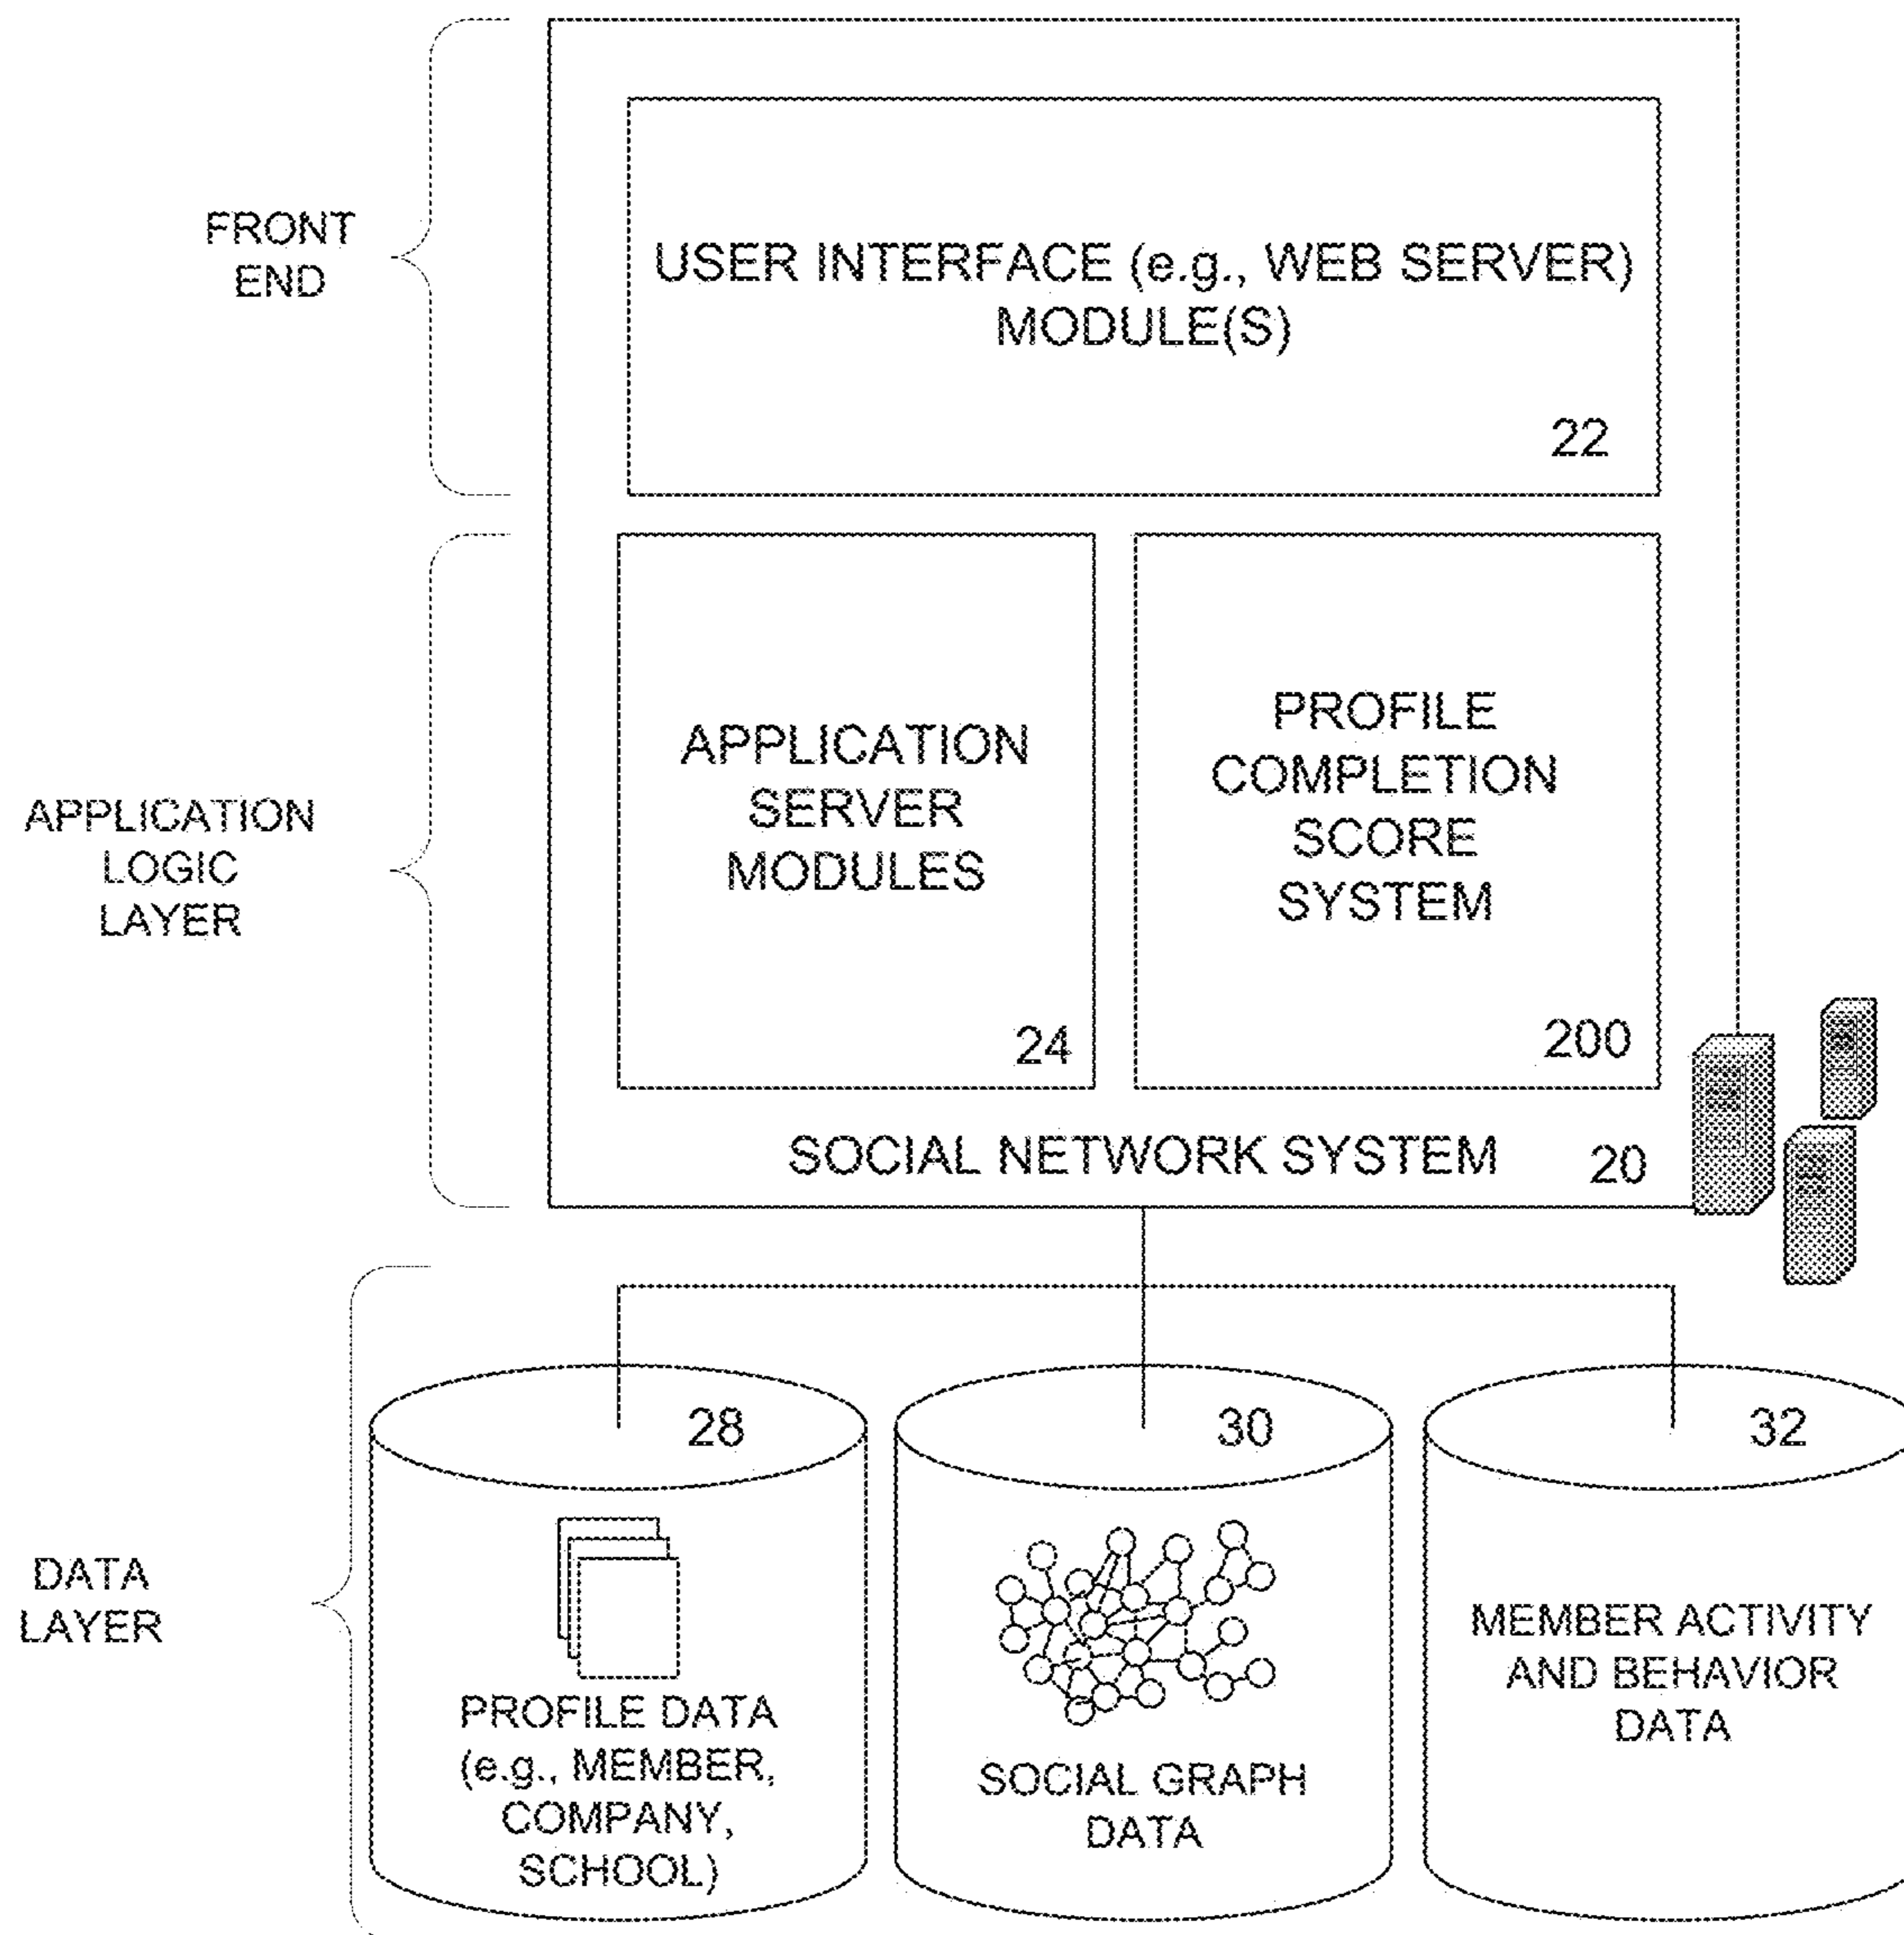 FRONT
END
USER INTERFACE (e.g., WEB SERVER)
MODULE(S)
22
APPLICATION
LOGIC
LAYER
APPLICATION
SERVER
MODULES
24
PROFILE
COMPLETION
SCORE
SYSTEM
200
SOCIAL NETWORK SYSTEM
20
DATA
LAYER
28
PROFILE DATA
(e.g., MEMBER,
COMPANY,
SCHOOL)
30
SOCIAL GRAPH
DATA
32
MEMBER ACTIVITY
AND BEHAVIOR
DATA